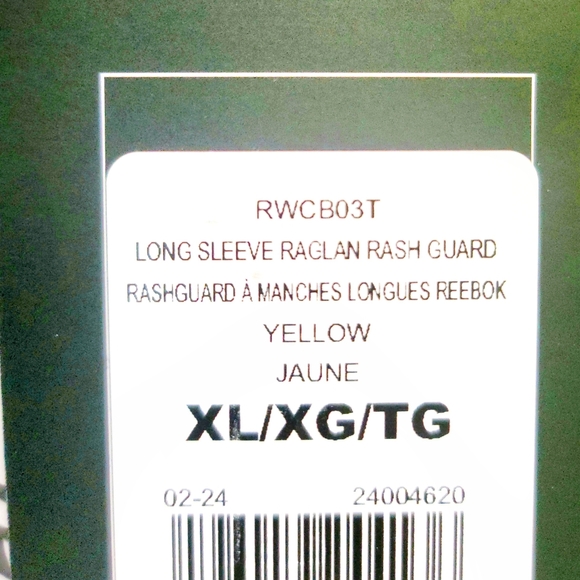 RWCB03T
LONG SLEEVE RAGLAN RASH GUARD
RASHGUARD À MANCHES LONGUES REEBOK
YELLOW
JAUNE
XL/XG/TG
02-24 24004620